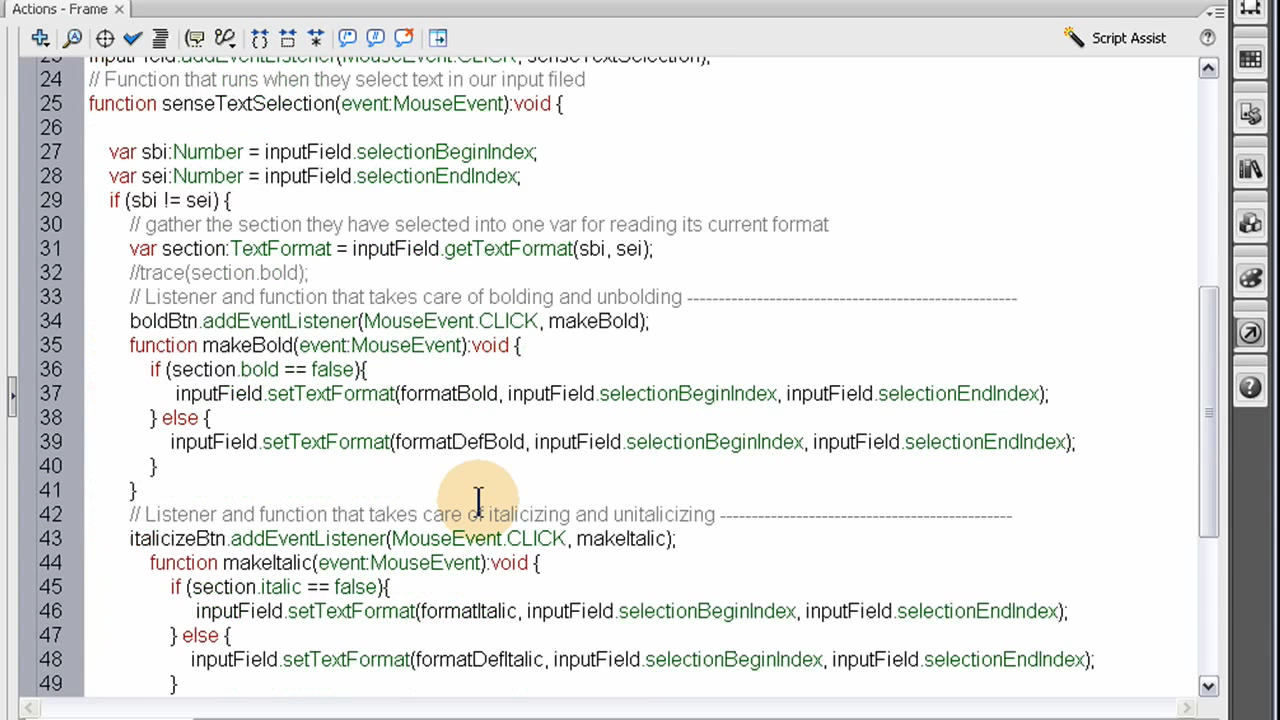 Actions - Frame ×
Script Assist
23 inputField.addEventListener(MouseEvent.CLICK, senseTextSelection);
24 // Function that runs when they select text in our input filed
25 function senseTextSelection(event:MouseEvent):void {
26
27 var sbi:Number = inputField.selectionBeginIndex;
28 var sei:Number = inputField.selectionEndIndex;
29 if (sbi != sei) {
30 // gather the section they have selected into one var for reading its current format
31 var section:TextFormat = inputField.getTextFormat(sbi, sei);
32 //trace(section.bold);
33 // Listener and function that takes care of bolding and unbolding ----------------------------------------------------
34 boldBtn.addEventListener(MouseEvent.CLICK, makeBold);
35 function makeBold(event:MouseEvent):void {
36 if (section.bold == false){
37 inputField.setTextFormat(formatBold, inputField.selectionBeginIndex, inputField.selectionEndIndex);
38 } else {
39 inputField.setTextFormat(formatDefBold, inputField.selectionBeginIndex, inputField.selectionEndIndex);
40 }
41 }
42 // Listener and function that takes care of italicizing and unitalicizing ----------------------------------------------
43 italicizeBtn.addEventListener(MouseEvent.CLICK, makeItalic);
44 function makeItalic(event:MouseEvent):void {
45 if (section.italic == false){
46 inputField.setTextFormat(formatItalic, inputField.selectionBeginIndex, inputField.selectionEndIndex);
47 } else {
48 inputField.setTextFormat(formatDefItalic, inputField.selectionBeginIndex, inputField.selectionEndIndex);
49 }